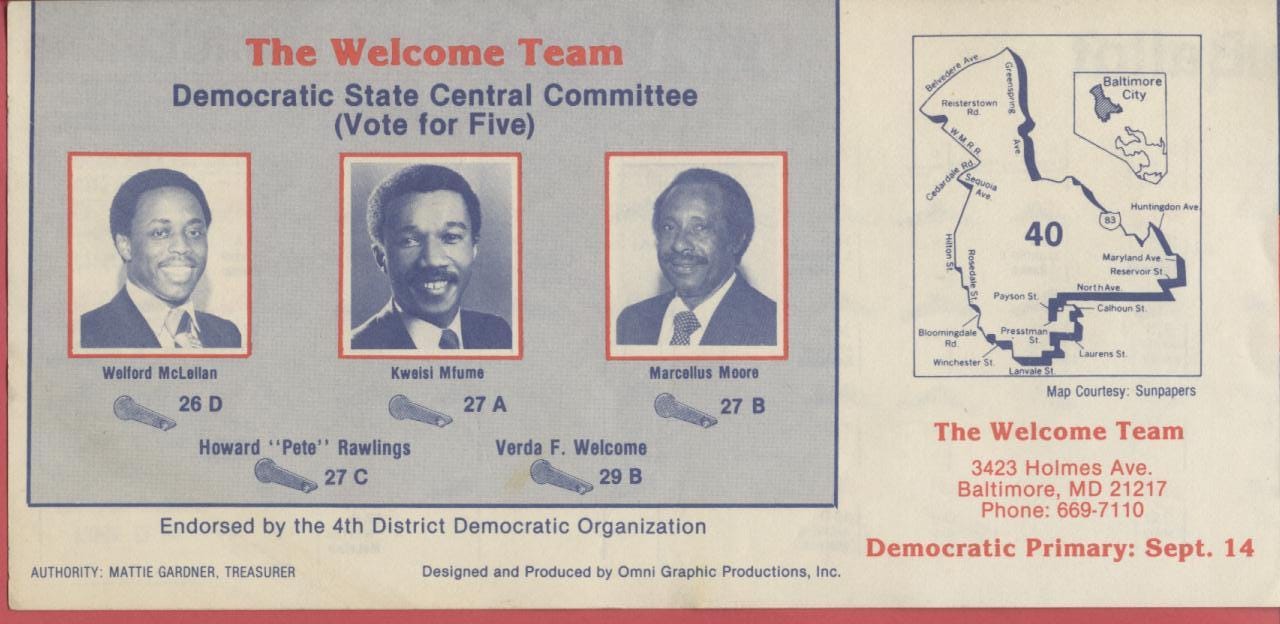 The Welcome Team
Democratic State Central Committee
(Vote for Five)
Welford McLellan
26 D
Kweisi Mfume
27 A
Marcellus Moore
27 B
Howard "Pete" Rawlings
27 C
Verda F. Welcome
29 B
Endorsed by the 4th District Democratic Organization
AUTHORITY: MATTIE GARDNER, TREASURER
Designed and Produced by Omni Graphic Productions, Inc.
Belvedere Ave
Greenspring Ave.
Reisterstown
Rd.
W M R R
Cedardale Rd.
Sequoia
Ave.
Baltimore
City
Huntingdon Ave.
83
40
Hilton St.
Rosedale St.
Maryland Ave.
Reservoir St.
North Ave.
Payson St.
Calhoun St.
Bloomingdale
Rd.
Presstman
St.
Winchester St.
Laurens St.
Lanvale St.
Map Courtesy: Sunpapers
The Welcome Team
3423 Holmes Ave.
Baltimore, MD 21217
Phone: 669-7110
Democratic Primary: Sept. 14